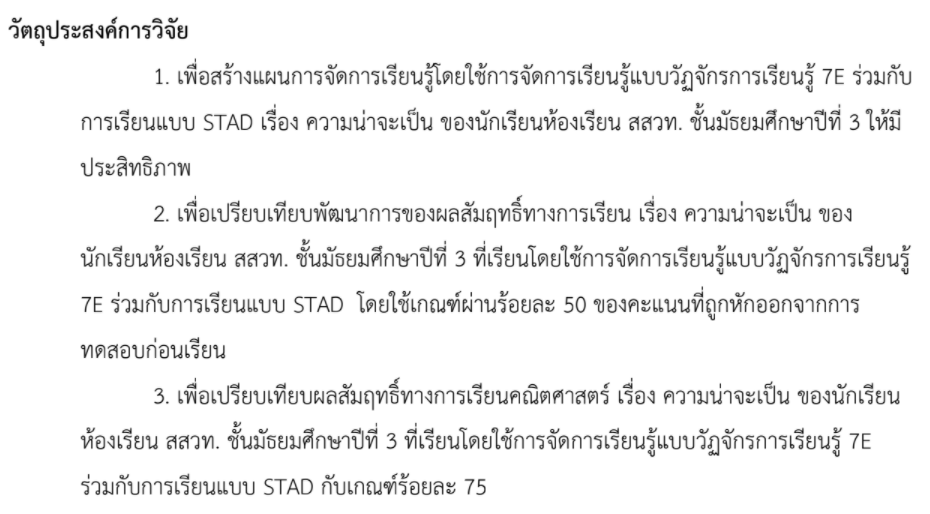 วัตถุประสงค์การวิจัย
1. เพื่อสร้างแผนการจัดการเรียนรู้โดยใช้การจัดการเรียนรู้แบบวัฏจักรการเรียนรู้ 7E ร่วมกับ
การเรียนแบบ STAD เรื่อง ความน่าจะเป็น ของนักเรียนห้องเรียน สสวท. ชั้นมัธยมศึกษาปีที่ 3 ให้มี
ประสิทธิภาพ
2. เพื่อเปรียบเทียบพัฒนาการของผลสัมฤทธิ์ทางการเรียน เรื่อง ความน่าจะเป็น ของ
นักเรียนห้องเรียน สสวท. ชั้นมัธยมศึกษาปีที่ 3 ที่เรียนโดยใช้การจัดการเรียนรู้แบบวัฏจักรการเรียนรู้
7E ร่วมกับการเรียนแบบ STAD โดยใช้เกณฑ์ผ่านร้อยละ 50 ของคะแนนที่ถูกหักออกจากการ
ทดสอบก่อนเรียน
3. เพื่อเปรียบเทียบผลสัมฤทธิ์ทางการเรียนคณิตศาสตร์ เรื่อง ความน่าจะเป็น ของนักเรียน
ห้องเรียน สสวท. ชั้นมัธยมศึกษาปีที่ 3 ที่เรียนโดยใช้การจัดการเรียนรู้แบบวัฏจักรการเรียนรู้ 7E
ร่วมกับการเรียนแบบ STAD กับเกณฑ์ร้อยละ 75